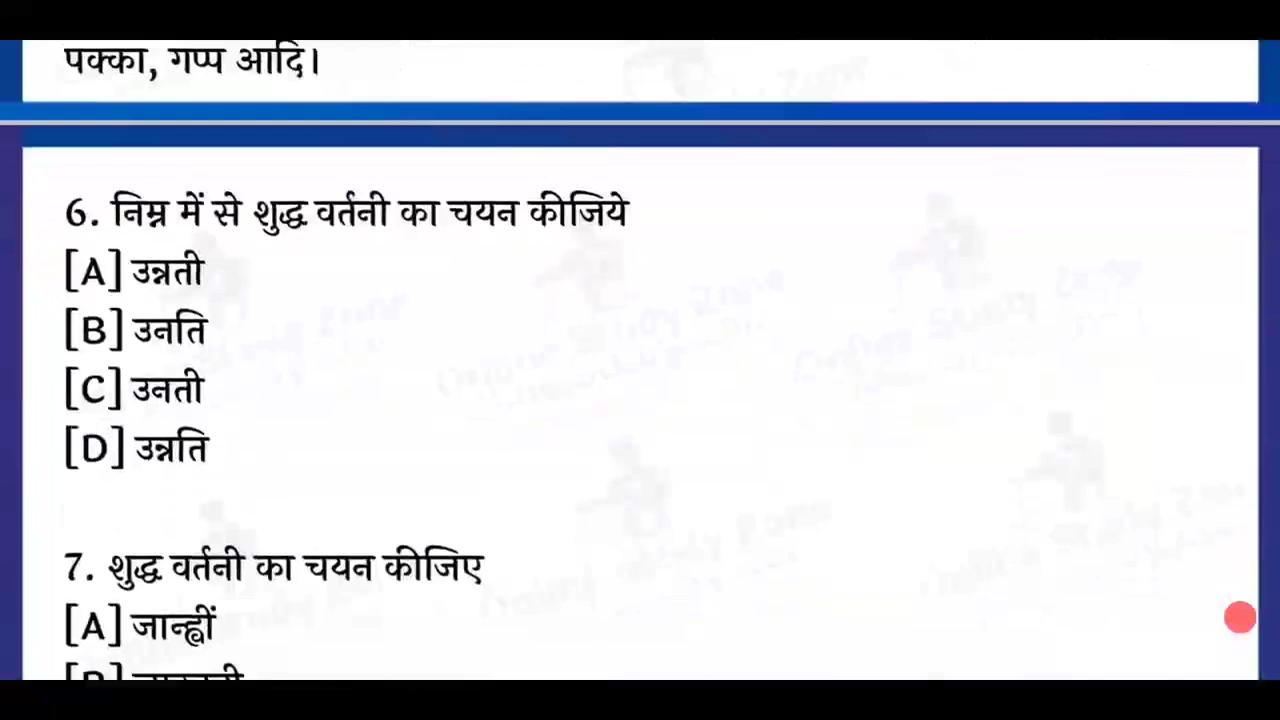 पक्का, गप्प आदि।
6. निम्न में से शुद्ध वर्तनी का चयन कीजिये
[A] उन्नती
[B] उनति
[C] उनती
[D] उन्नति
7. शुद्ध वर्तनी का चयन कीजिए
[A] जान्ह्वीं
[B]